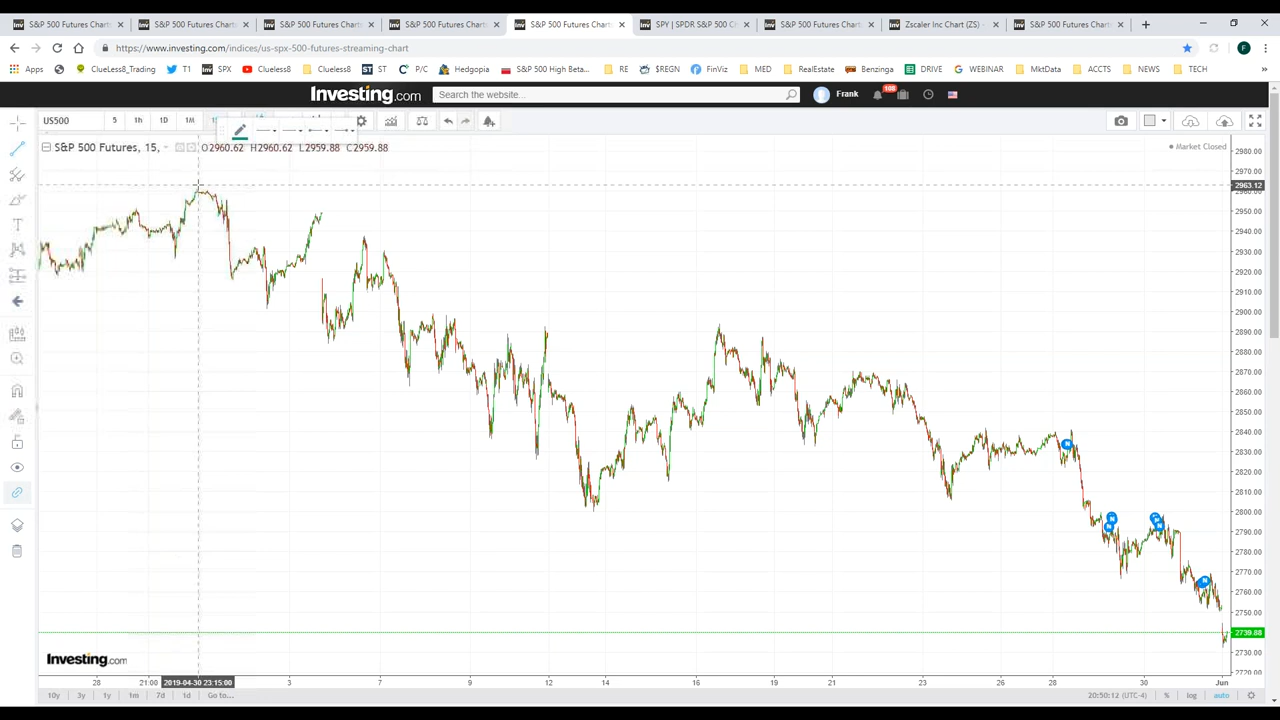 S&P 500 Futures Chart
S&P 500 Futures Chart
S&P 500 Futures Chart
S&P 500 Futures Chart
S&P 500 Futures Chart
SPY | SPDR S&P 500 Ch
S&P 500 Futures Chart
Zscaler Inc Chart (ZS) -
S&P 500 Futures Chart
https://www.investing.com/indices/us-spx-500-futures-streaming-chart
F
Apps ClueLess8_Trading T1 SPX Clueless8 Clueless8 ST P/C Hedgopia S&P 500 High Beta... RE $REGN FinViz MED RealEstate Benzinga DRIVE WEBINAR MktData ACCTS NEWS TECH »
Investing.com Search the website... Frank 108
US500 5 1h 1D 1M
S&P 500 Futures, 15, O2960.62 H2960.62 L2959.88 C2959.88
Market Closed
2980.00
2970.00
2963.12
2950.00
2940.00
2930.00
2920.00
2910.00
2900.00
2890.00
2880.00
2870.00
2860.00
2850.00
2840.00
2830.00
2820.00
2810.00
2800.00
2790.00
2780.00
2770.00
2760.00
2750.00
2739.88
2730.00
2720.00
N N N N N N
Investing.com
28 21:00 2019-04-30 23:15:00 3 7 9 12 14 16 19 21 23 26 28 30 Jun
10y 3y 1y 1m 7d 1d Go to... 20:50:12 (UTC-4) % log auto